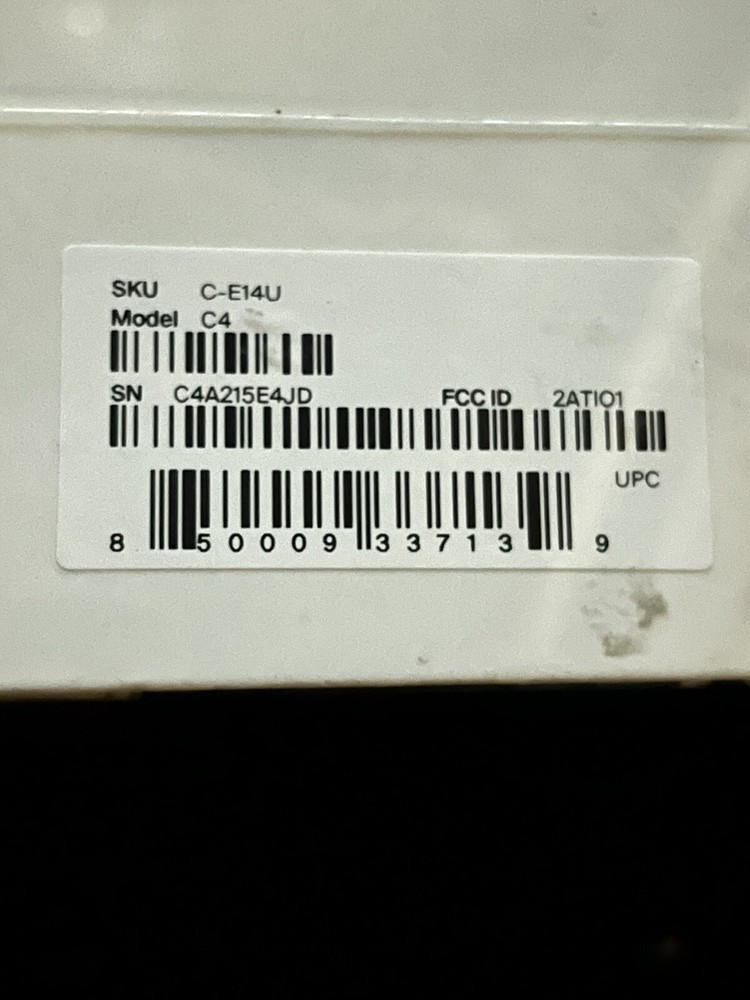 SKU C-E14U
Model C4
SN C4A215E4JD FCC ID 2ATIO1
UPC
8 50009 33713 9